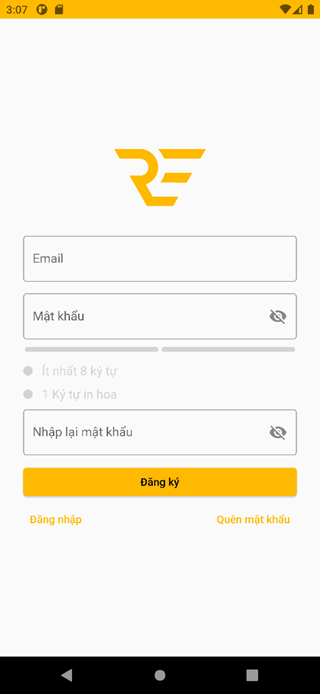 3:07
RE
Email
Mật khẩu
Ít nhất 8 ký tự
1 Ký tự in hoa
Nhập lại mật khẩu
Đăng ký
Đăng nhập
Quên mật khẩu